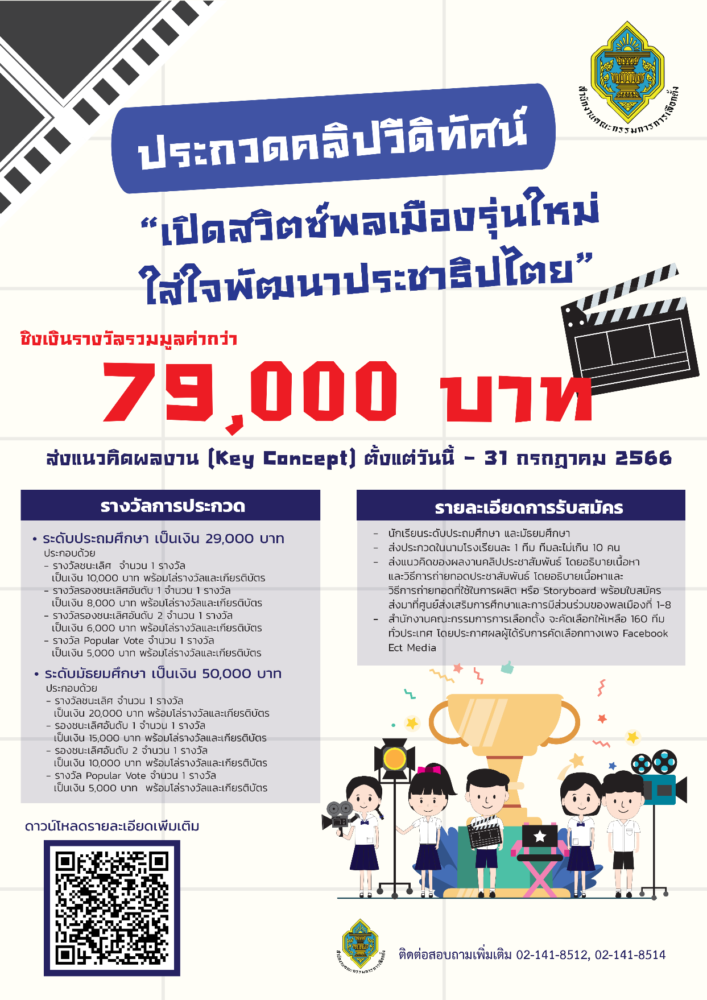 สำนักงานคณะกรรมการการเลือกตั้ง
ประกวดคลิปวีดิทัศน์
“เปิดสวิตซ์พลเมืองรุ่นใหม่
ใส่ใจพัฒนาประชาธิปไตย”
ชิงเงินรางวัลรวมมูลค่ากว่า
79,000 บาท
ส่งแนวคิดผลงาน (Key Concept) ตั้งแต่วันนี้ - 31 กรกฎาคม 2566
รางวัลการประกวด
• ระดับประถมศึกษา เป็นเงิน 29,000 บาท
ประกอบด้วย
- รางวัลชนะเลิศ จำนวน 1 รางวัล
เป็นเงิน 10,000 บาท พร้อมโล่รางวัลและเกียรติบัตร
- รางวัลรองชนะเลิศอันดับ 1 จำนวน 1 รางวัล
เป็นเงิน 8,000 บาท พร้อมโล่รางวัลและเกียรติบัตร
- รางวัลรองชนะเลิศอันดับ 2 จำนวน 1 รางวัล
เป็นเงิน 6,000 บาท พร้อมโล่รางวัลและเกียรติบัตร
- รางวัล Popular Vote จำนวน 1 รางวัล
เป็นเงิน 5,000 บาท พร้อมโล่รางวัลและเกียรติบัตร
• ระดับมัธยมศึกษา เป็นเงิน 50,000 บาท
ประกอบด้วย
- รางวัลชนะเลิศ จำนวน 1 รางวัล
เป็นเงิน 20,000 บาท พร้อมโล่รางวัลและเกียรติบัตร
- รองชนะเลิศอันดับ 1 จำนวน 1 รางวัล
เป็นเงิน 15,000 บาท พร้อมโล่รางวัลและเกียรติบัตร
- รองชนะเลิศอันดับ 2 จำนวน 1 รางวัล
เป็นเงิน 10,000 บาท พร้อมโล่รางวัลและเกียรติบัตร
- รางวัล Popular Vote จำนวน 1 รางวัล
เป็นเงิน 5,000 บาท พร้อมโล่รางวัลและเกียรติบัตร
รายละเอียดการรับสมัคร
- นักเรียนระดับประถมศึกษา และมัธยมศึกษา
- ส่งประกวดในนามโรงเรียนละ 1 ทีม ทีมละไม่เกิน 10 คน
- ส่งแนวคิดของผลงานคลิปประชาสัมพันธ์ โดยอธิบายเนื้อหา
และวิธีการถ่ายทอดประชาสัมพันธ์ โดยอธิบายเนื้อหาและ
วิธีการถ่ายทอดที่ใช้ในการผลิต หรือ Storyboard พร้อมใบสมัคร
ส่งมาที่ศูนย์ส่งเสริมการศึกษาและการมีส่วนร่วมของพลเมืองที่ 1-8
- สำนักงานคณะกรรมการการเลือกตั้ง จะคัดเลือกให้เหลือ 160 ทีม
ทั่วประเทศ โดยประกาศผลผู้ได้รับการคัดเลือกทางเพจ Facebook
Ect Media
ดาวน์โหลดรายละเอียดเพิ่มเติม
สำนักงานคณะกรรมการการเลือกตั้ง
ติดต่อสอบถามเพิ่มเติม 02-141-8512, 02-141-8514